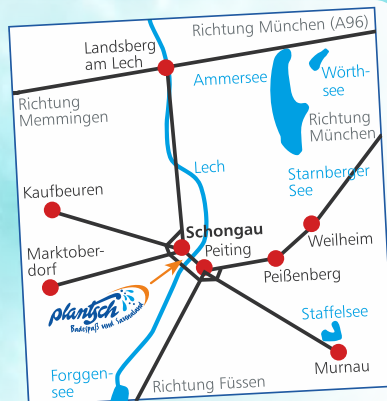 Richtung München (A96)
Landsberg
am Lech
Ammersee
Wörth-
see
Richtung
Memmingen
Richtung
München
Lech
Starnberger
See
Kaufbeuren
Schongau
Peiting
Weilheim
Marktober-
dorf
Peißenberg
plantsch
Badespaß und Saunaland
Staffelsee
Murnau
Forggen-
see
Richtung Füssen